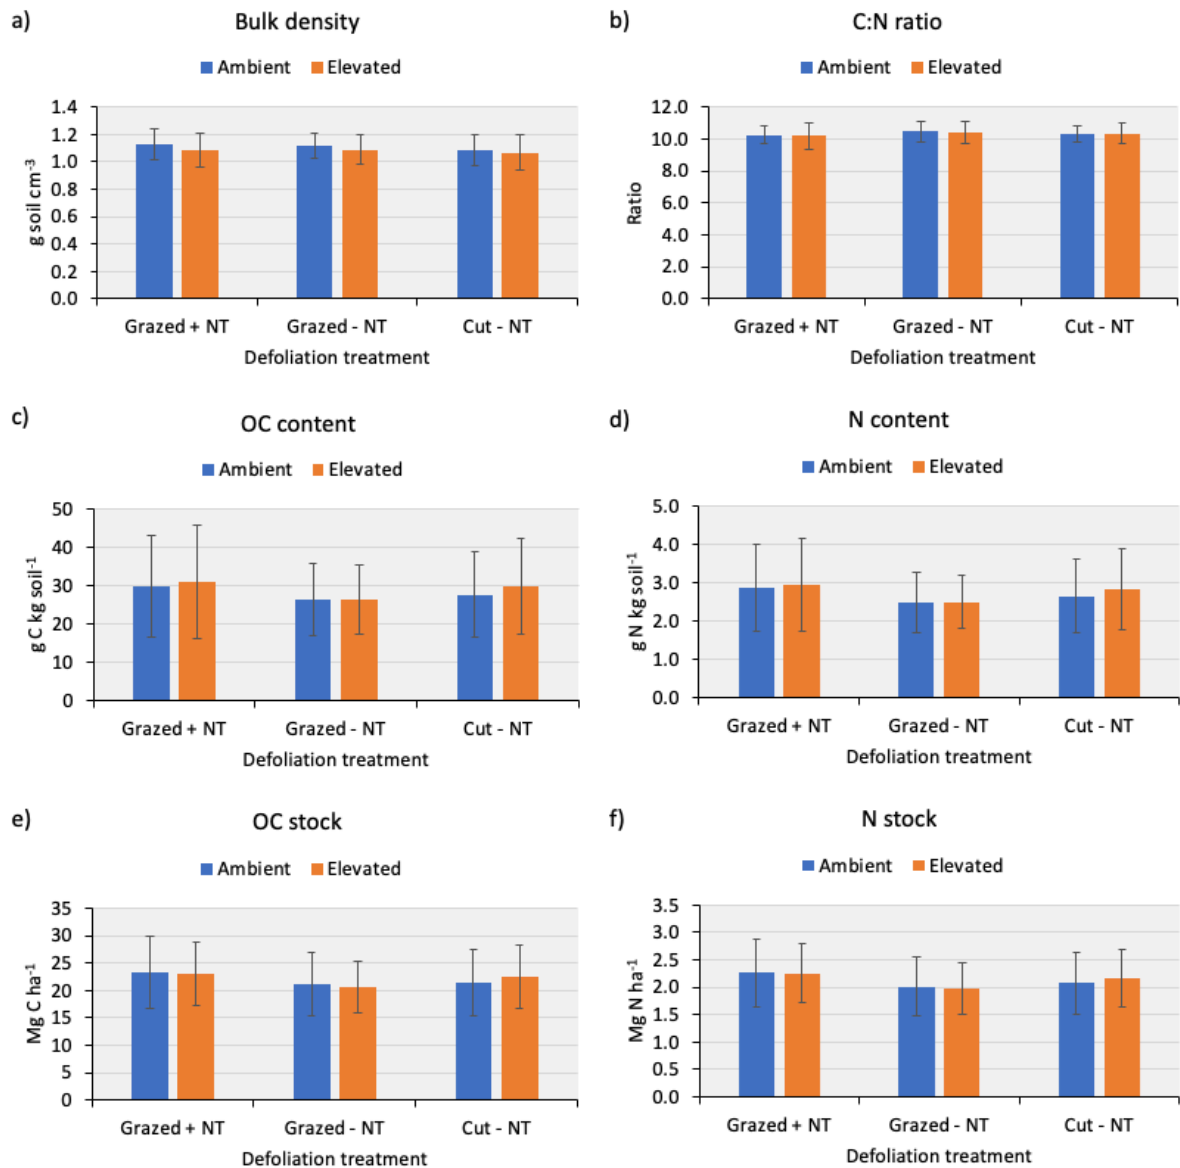 a)
Bulk density
Ambient Elevated
g soil cm⁻³
1.4
1.2
1.0
0.8
0.6
0.4
0.2
0.0
Grazed + NT Grazed - NT Cut - NT
Defoliation treatment
b)
C:N ratio
Ambient Elevated
Ratio
12.0
10.0
8.0
6.0
4.0
2.0
0.0
Grazed + NT Grazed - NT Cut - NT
Defoliation treatment
c)
OC content
Ambient Elevated
g C kg soil⁻¹
50
40
30
20
10
0
Grazed + NT Grazed - NT Cut - NT
Defoliation treatment
d)
N content
Ambient Elevated
g N kg soil⁻¹
5.0
4.0
3.0
2.0
1.0
0.0
Grazed + NT Grazed - NT Cut - NT
Defoliation treatment
e)
OC stock
Ambient Elevated
Mg C ha⁻¹
35
30
25
20
15
10
5
0
Grazed + NT Grazed - NT Cut - NT
Defoliation treatment
f)
N stock
Ambient Elevated
Mg N ha⁻¹
3.5
3.0
2.5
2.0
1.5
1.0
0.5
0.0
Grazed + NT Grazed - NT Cut - NT
Defoliation treatment